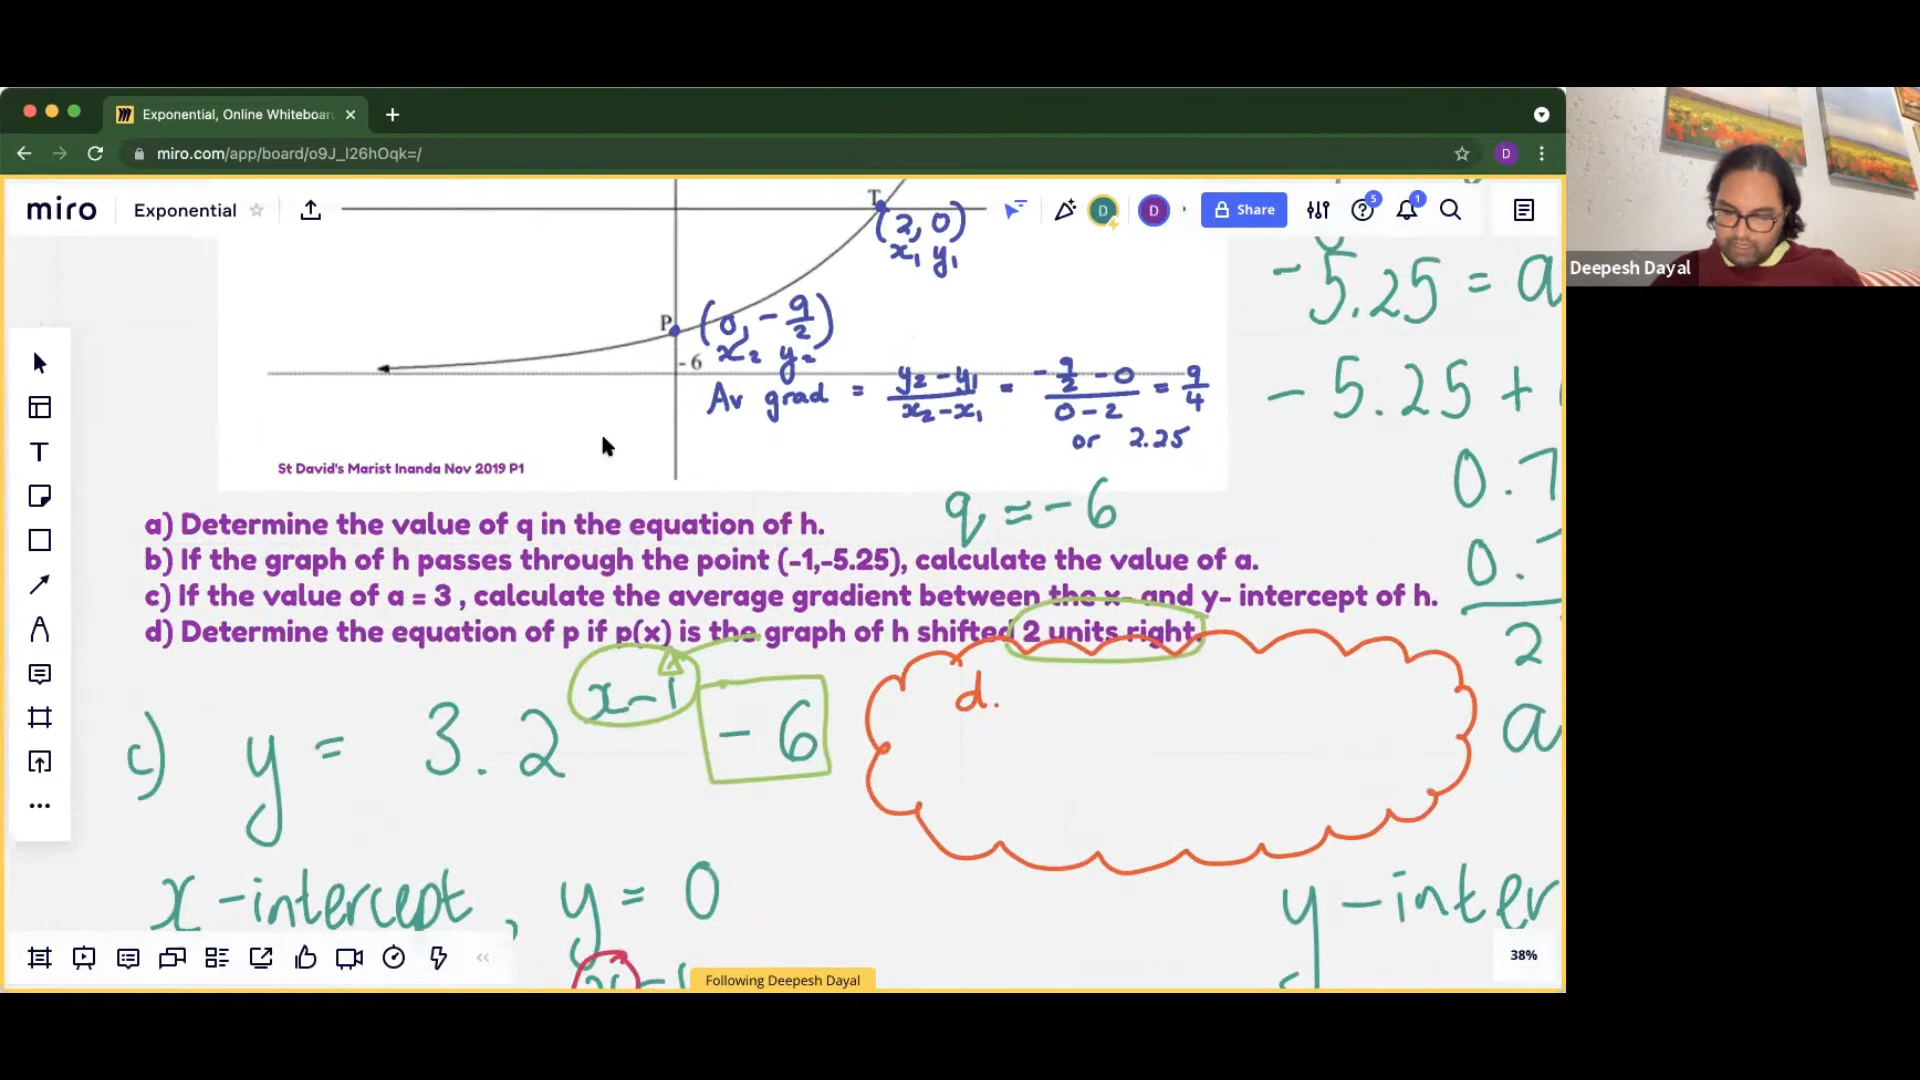 Exponential, Online Whiteboar
miro.com/app/board/o9J_l26hOqk=/
D
miro
Exponential
D
D
Share
5
1
T
(2, 0)
x₁ y₁
P
(0, -9/2)
x₂ y₂
-6
Av grad = y₂-y₁/x₂-x₁ = -9/2 - 0/0-2 = 9/4
or 2.25
St David's Marist Inanda Nov 2019 P1
q = -6
a) Determine the value of q in the equation of h.
b) If the graph of h passes through the point (-1,-5.25), calculate the value of a.
c) If the value of a = 3 , calculate the average gradient between the x- and y- intercept of h.
d) Determine the equation of p if p(x) is the graph of h shifted 2 units right.
-5.25 = a
-5.25 +
0.7
0.
2
a
c) y = 3.2^(x-1) - 6
d.
x-intercept, y = 0
y-inter
38%
Following Deepesh Dayal
Deepesh Dayal